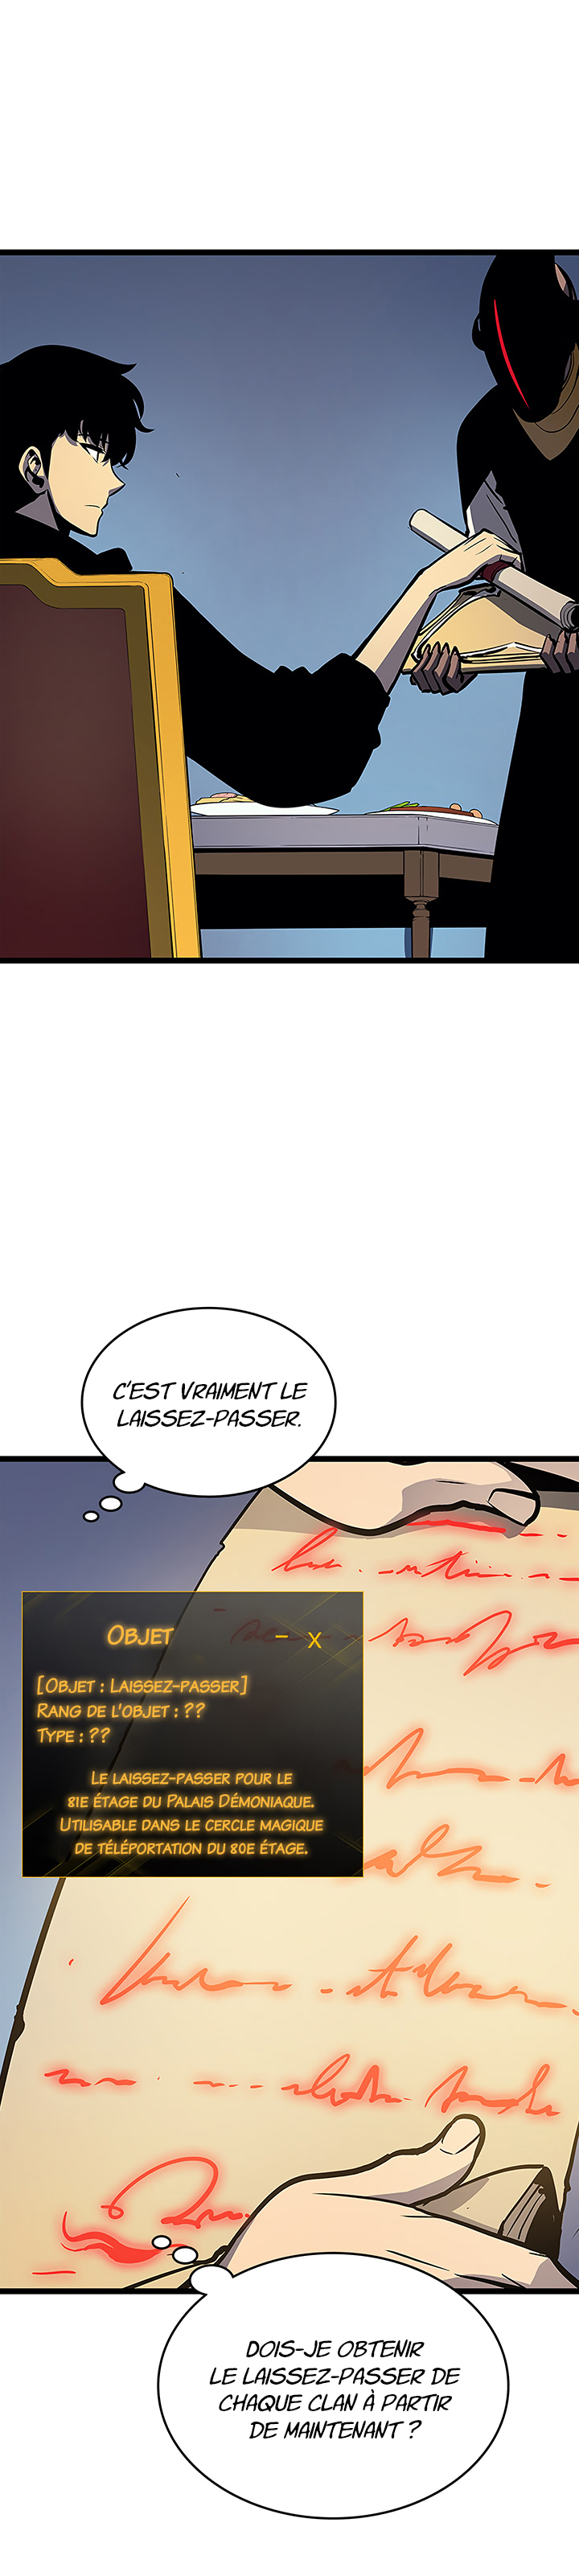 C'EST VRAIMENT LE
LAISSEZ-PASSER.
OBJET - X
[OBJET : LAISSEZ-PASSER]
RANG DE L'OBJET : ??
TYPE : ??
LE LAISSEZ-PASSER POUR LE
81E ÉTAGE DU PALAIS DÉMONIAQUE.
UTILISABLE DANS LE CERCLE MAGIQUE
DE TÉLÉPORTATION DU 80E ÉTAGE.
DOIS-JE OBTENIR
LE LAISSEZ-PASSER DE
CHAQUE CLAN À PARTIR
DE MAINTENANT ?